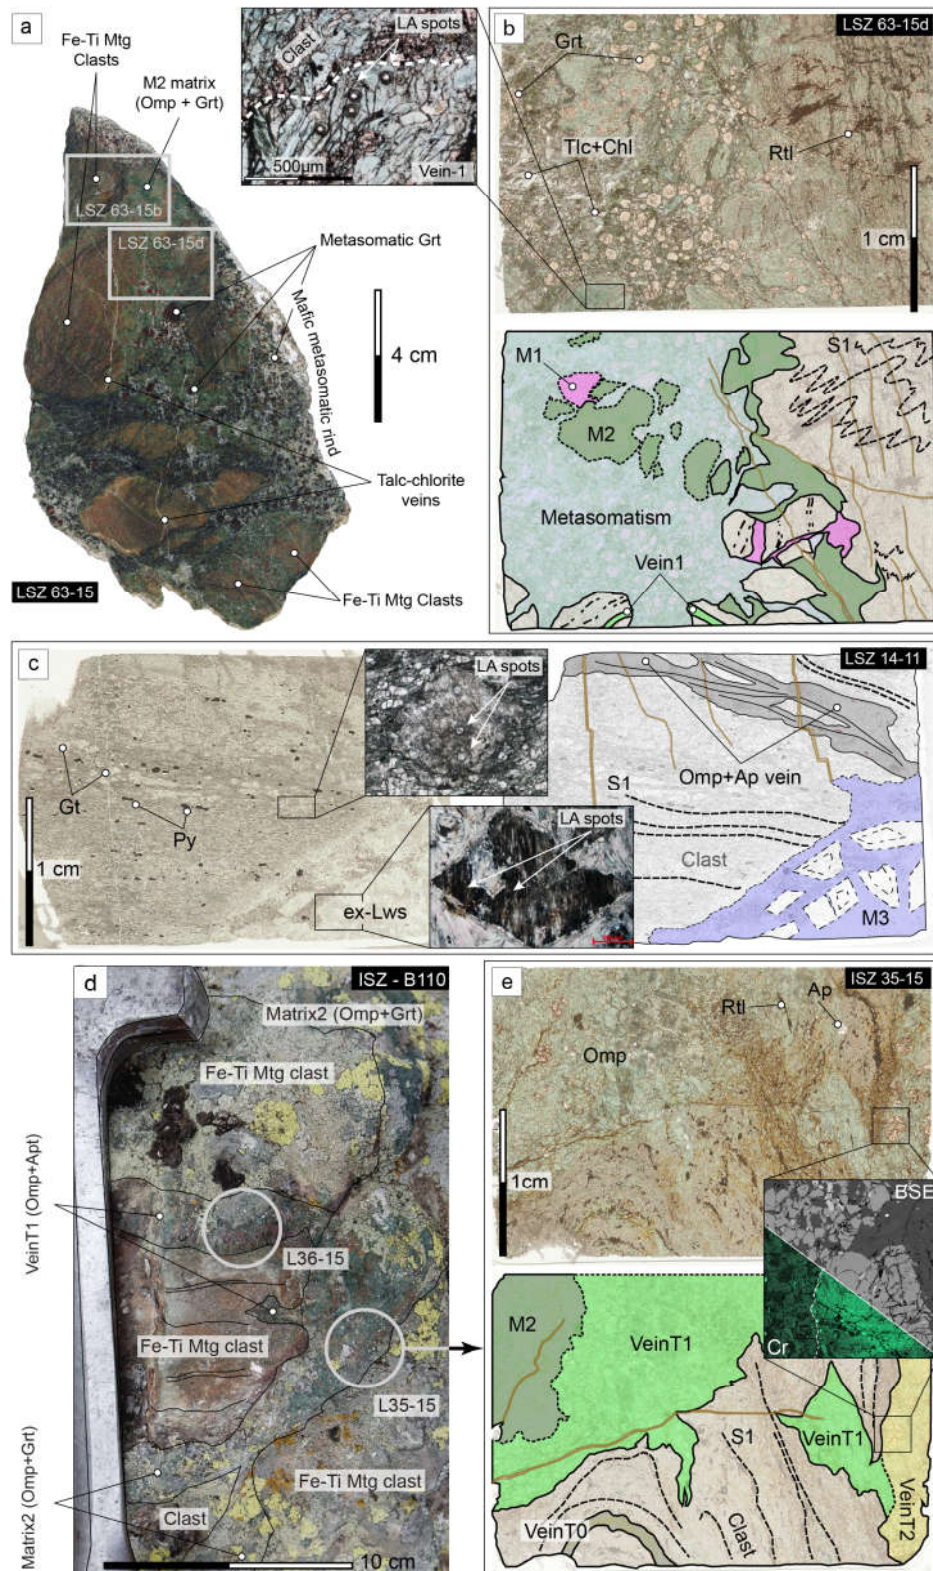 a
Fe-Ti Mtg
Clasts
M2 matrix
(Omp + Grt)
LSZ 63-15b
LSZ 63-15d
Metasomatic Grt
Mafic metasomatic rind
4 cm
Talc-chlorite
veins
Fe-Ti Mtg Clasts
LSZ 63-15
Clast
LA spots
500µm
Vein-1
b
LSZ 63-15d
Grt
Tlc+Chl
Rtl
1 cm
M1
S1
M2
Metasomatism
Vein1
c
LSZ 14-11
LA spots
Gt
Py
1 cm
ex-Lws
LA spots
Omp+Ap vein
S1
Clast
M3
d
ISZ - B110
Matrix2 (Omp+Grt)
Fe-Ti Mtg clast
VeinT1 (Omp+Apt)
L36-15
Fe-Ti Mtg clast
L35-15
Fe-Ti Mtg clast
Clast
Matrix2 (Omp+Grt)
10 cm
e
ISZ 35-15
Ap
Rtl
Omp
1cm
BSE
Cr
M2
VeinT1
S1
VeinT1
VeinT0
Clast
VeinT2